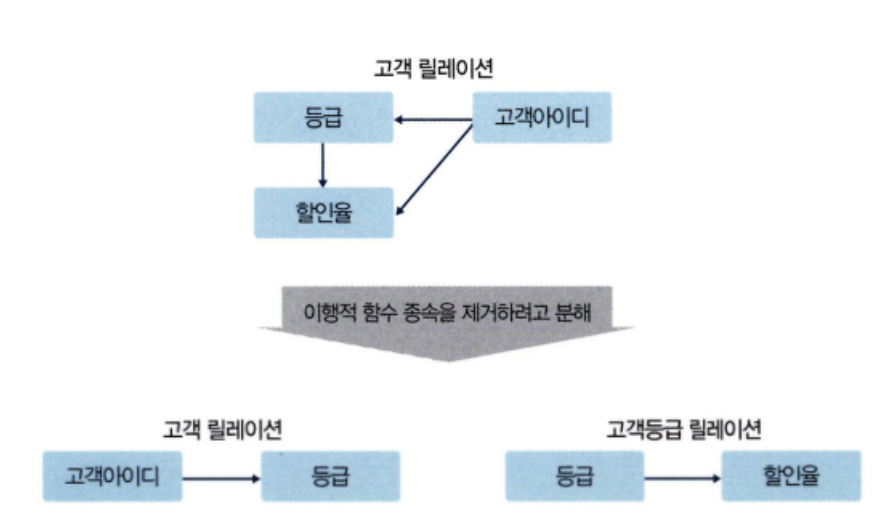 고객 릴레이션
등급
고객아이디
할인율
이행적 함수 종속을 제거하려고 분해
고객 릴레이션
고객등급 릴레이션
고객아이디
등급
등급
할인율